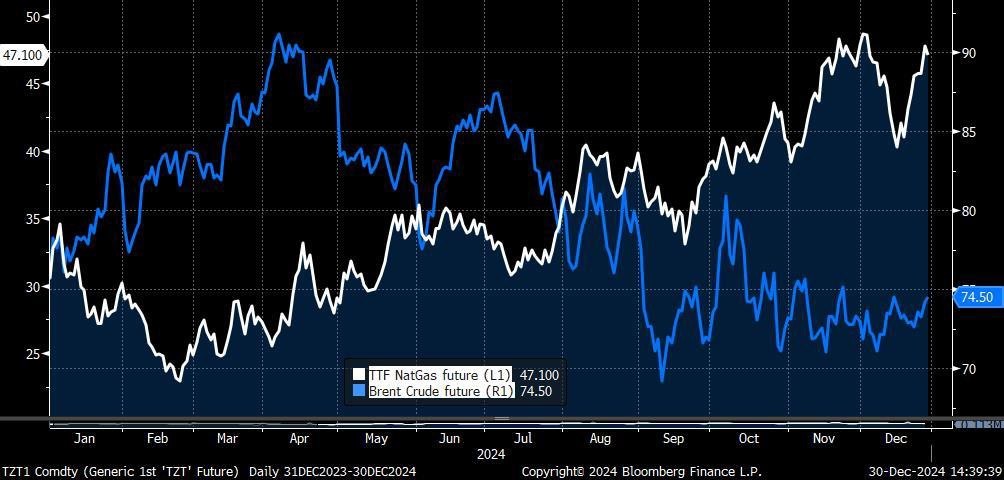 50
45
40
35
30
25
47.100
90
85
80
75
70
74.50
TTF NatGas future (L1) 47.100
Brent Crude future (R1) 74.50
0.113M
Jan Feb Mar Apr May Jun Jul Aug Sep Oct Nov Dec
2024
TZT1 Comdty (Generic 1st 'TZT' Future) Daily 31DEC2023-30DEC2024 Copyright© 2024 Bloomberg Finance L.P. 30-Dec-2024 14:39:39